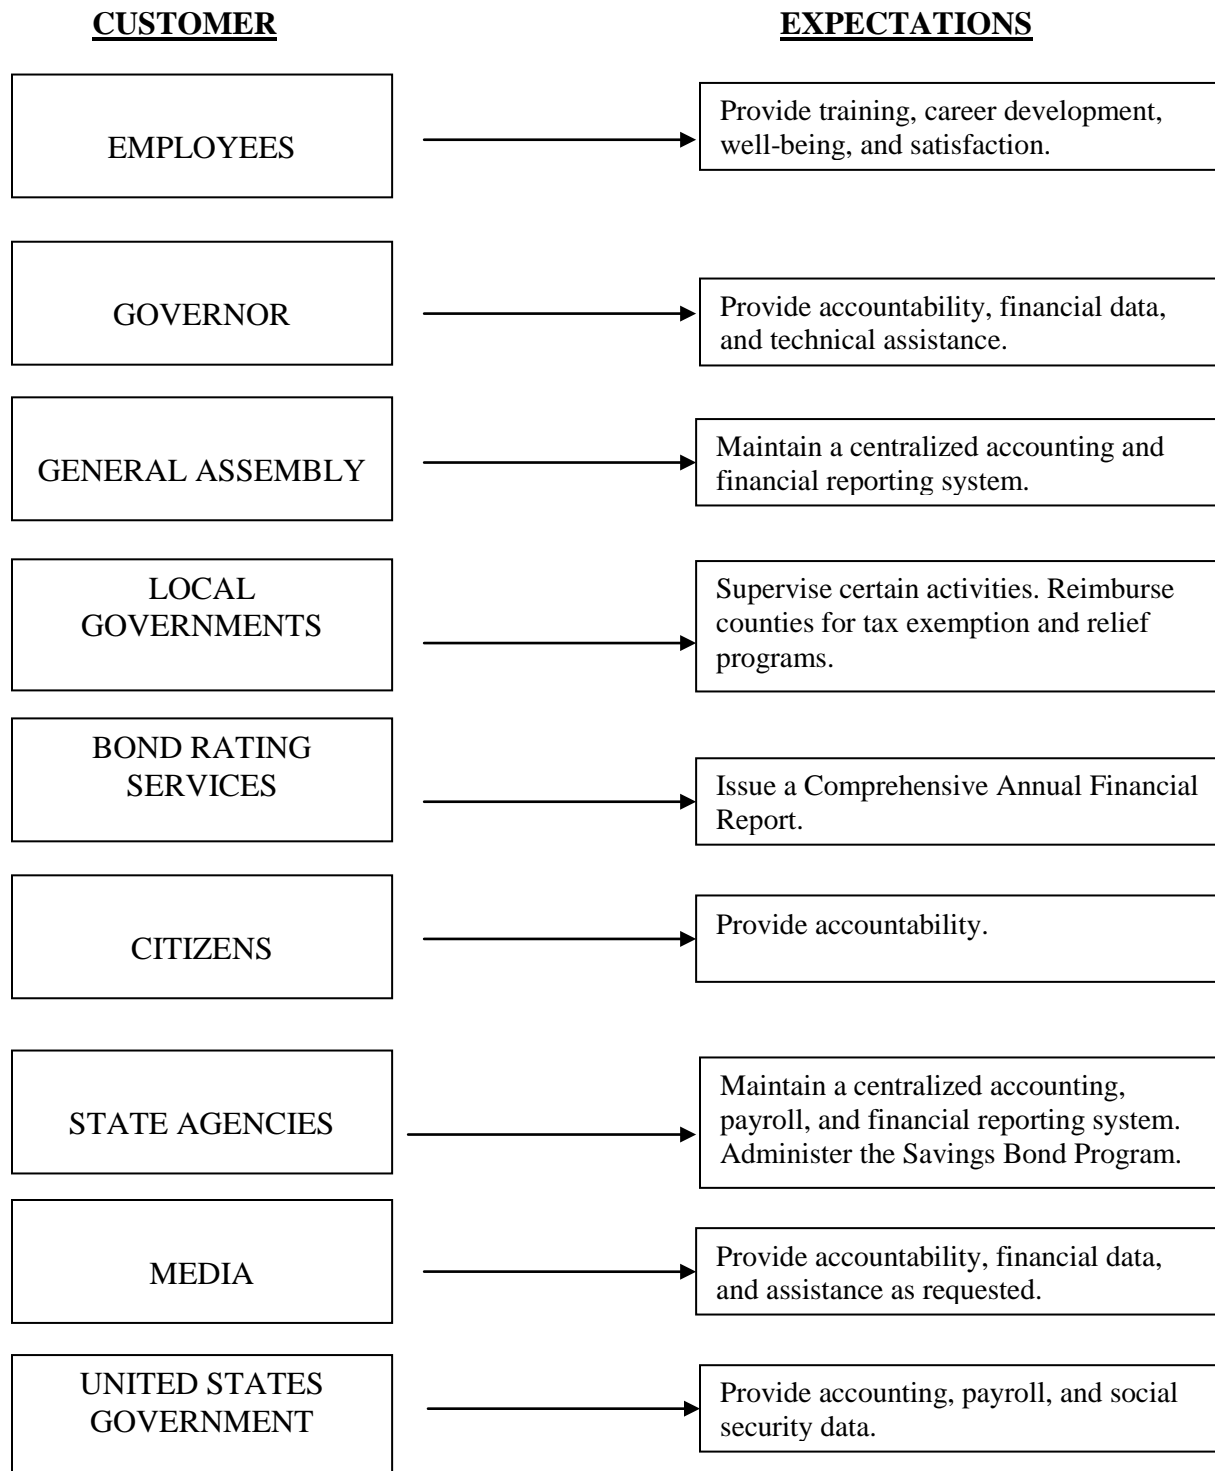 CUSTOMER
EXPECTATIONS
EMPLOYEES
Provide training, career development,
well-being, and satisfaction.
GOVERNOR
Provide accountability, financial data,
and technical assistance.
GENERAL ASSEMBLY
Maintain a centralized accounting and
financial reporting system.
LOCAL
GOVERNMENTS
Supervise certain activities. Reimburse
counties for tax exemption and relief
programs.
BOND RATING
SERVICES
Issue a Comprehensive Annual Financial
Report.
CITIZENS
Provide accountability.
STATE AGENCIES
Maintain a centralized accounting,
payroll, and financial reporting system.
Administer the Savings Bond Program.
MEDIA
Provide accountability, financial data,
and assistance as requested.
UNITED STATES
GOVERNMENT
Provide accounting, payroll, and social
security data.